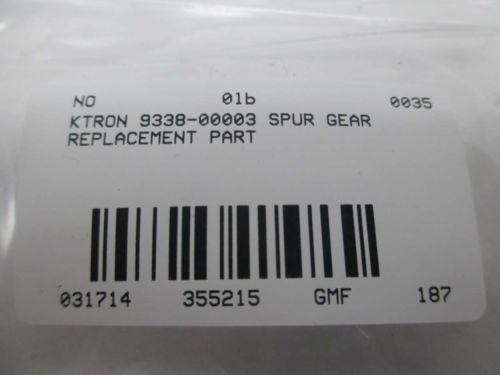 NO 01b 0035
KTRON 9338-00003 SPUR GEAR
REPLACEMENT PART
031714 355215 GMF 187